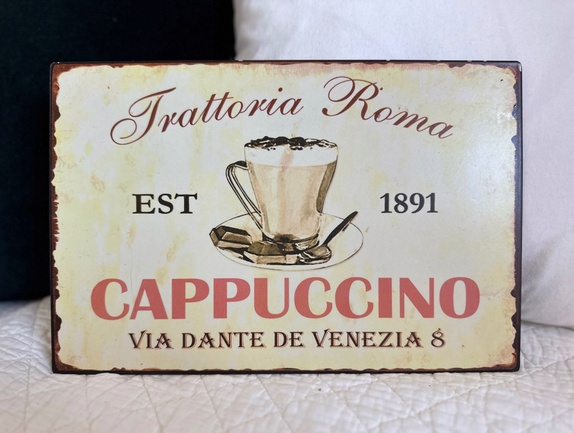 Trattoria Roma
EST 1891
CAPPUCCINO
VIA DANTE DE VENEZIA 8